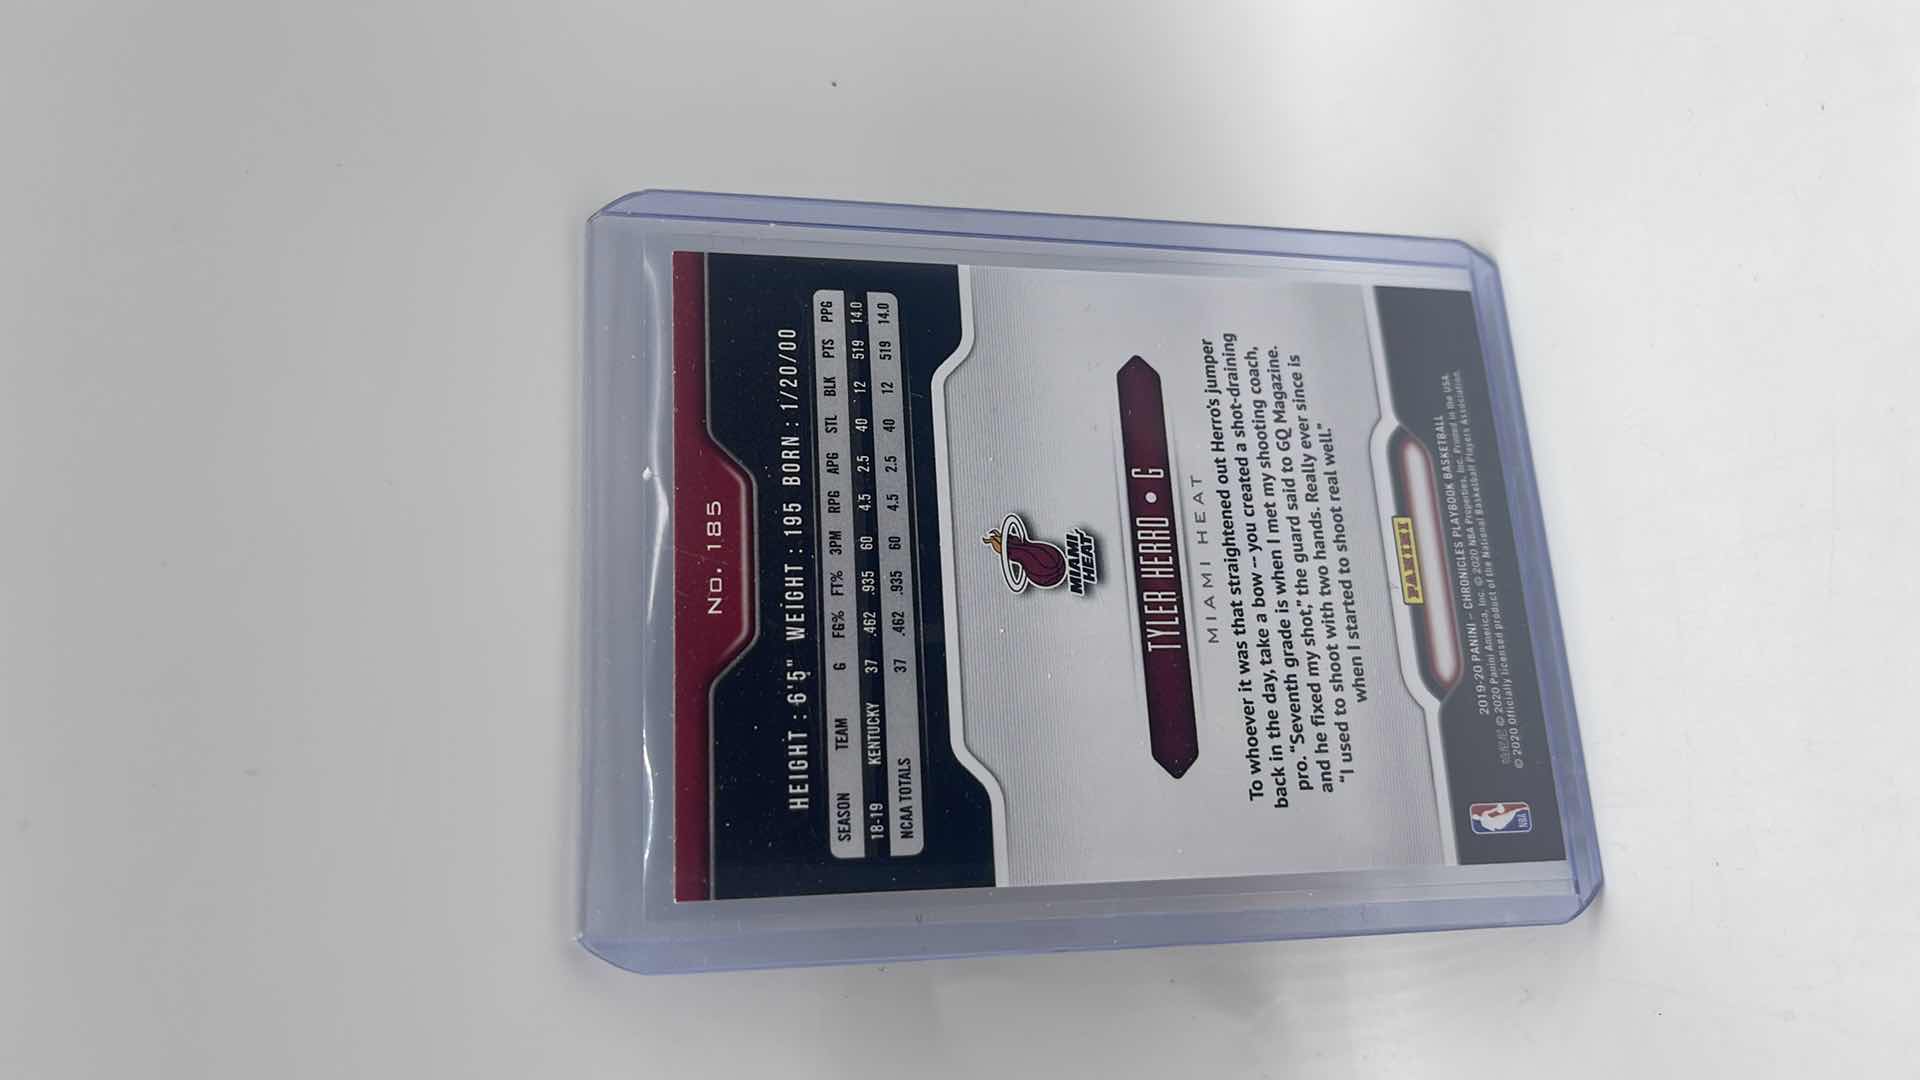 No. 185
HEIGHT : 6'5" WEIGHT : 195 BORN : 1/20/00
SEASON TEAM G FG% FT% 3PM RPG APG STL BLK PTS PPG
18-19 KENTUCKY 37 .462 .935 60 4.5 2.5 40 12 519 14.0
NCAA TOTALS 37 .462 .935 60 4.5 2.5 40 12 519 14.0
MIAMI
HEAT
TYLER HERRO • G
MIAMI HEAT
To whoever it was that straightened out Herro's jumper
back in the day, take a bow -- you created a shot-draining
pro. “Seventh grade is when I met my shooting coach,
and he fixed my shot,” the guard said to GQ Magazine.
“I used to shoot with two hands. Really ever since is
when I started to shoot real well.”
PANINI
2019-20 PANINI - CHRONICLES PLAYBOOK BASKETBALL
© 2020 Panini America, Inc. © 2020 NBA Properties, Inc. Printed in the USA.
© 2020 Officially licensed product of the National Basketball Players Association.
NBA